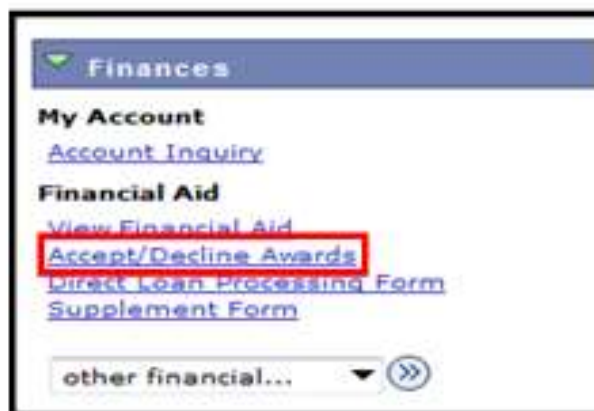 Finances
My Account
Account Inquiry
Financial Aid
View Financial Aid
Accept/Decline Awards
Direct Loan Processing Form
Supplement Form
other financial...